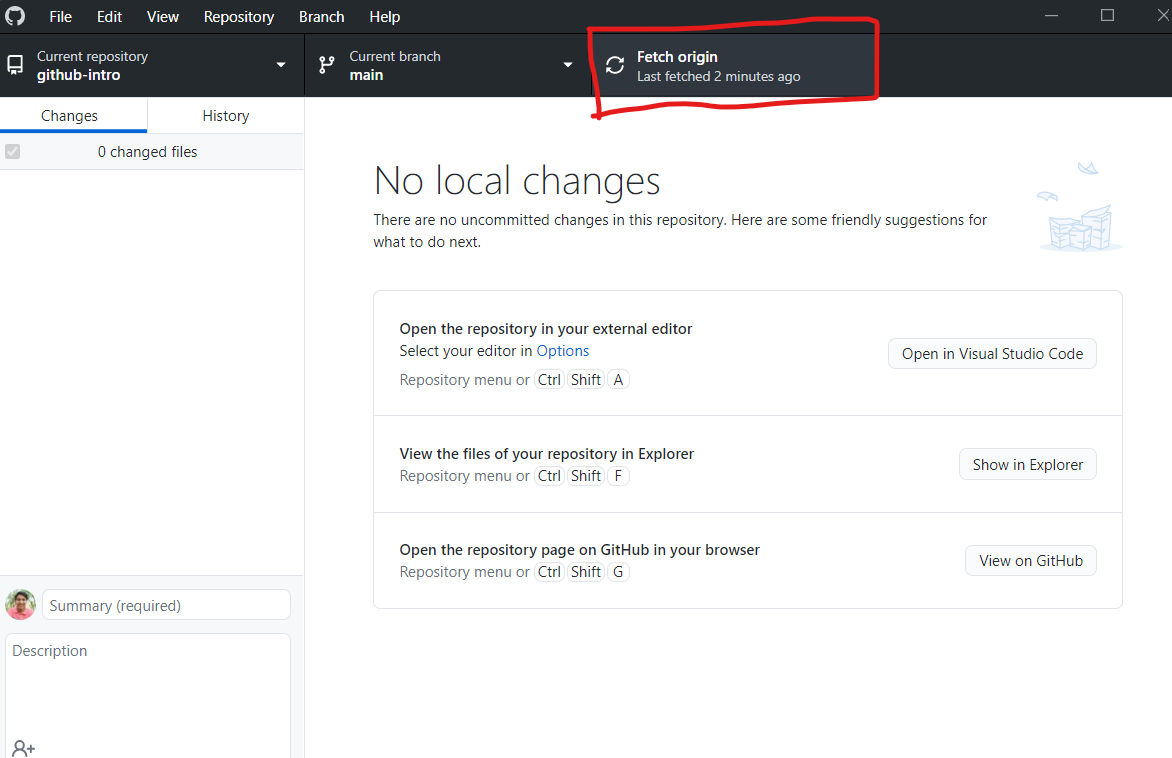 File Edit View Repository Branch Help
Current repository
github-intro
Current branch
main
Fetch origin
Last fetched 2 minutes ago
Changes History
0 changed files
No local changes
There are no uncommitted changes in this repository. Here are some friendly suggestions for
what to do next.
Open the repository in your external editor
Select your editor in Options
Repository menu or Ctrl Shift A
Open in Visual Studio Code
View the files of your repository in Explorer
Repository menu or Ctrl Shift F
Show in Explorer
Open the repository page on GitHub in your browser
Repository menu or Ctrl Shift G
View on GitHub
Summary (required)
Description